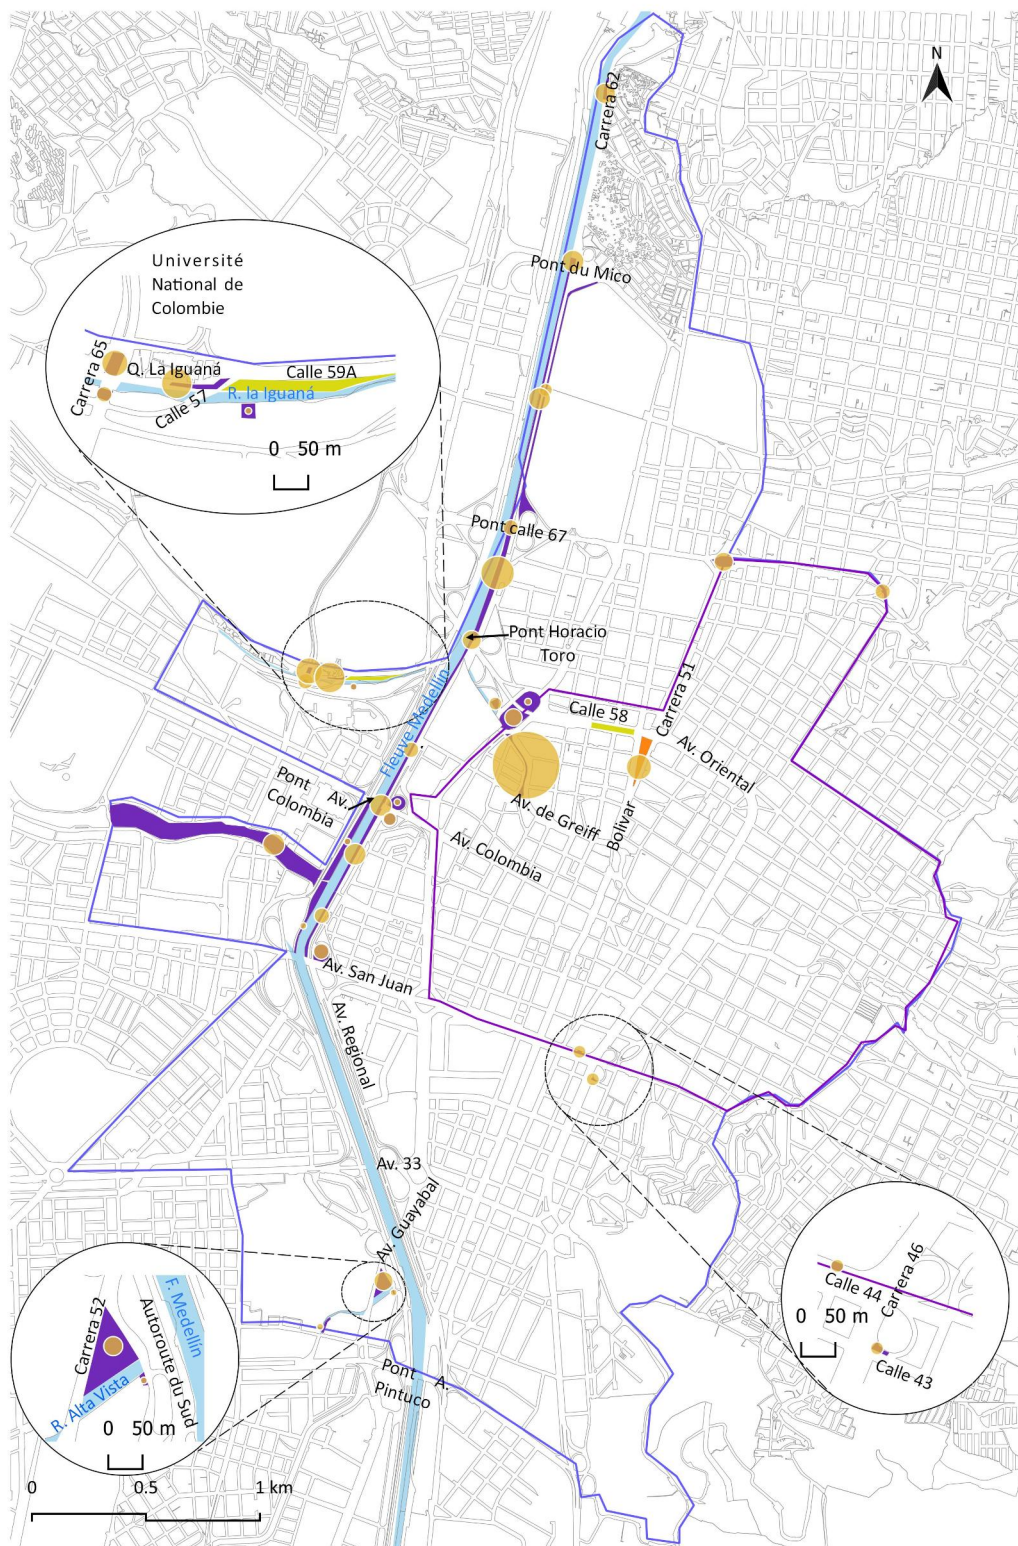 N
Carrera 62
Pont du Mico
Université
National de
Colombie
Carrera 65
Q. La Iguaná
Calle 59A
R. la Iguaná
Calle 57
0 50 m
Pont calle 67
Pont Horacio
Toro
Fleuve Medellín
Calle 58
Carrera 51
Av. Oriental
Pont Av.
Colombia
Av. de Greiff
Bolivar
Av. Colombia
Av. San Juan
Av. Regional
Av. 33
Av. Guayabal
Carrera 46
Calle 44
0 50 m
Calle 43
F. Medellín
Carrera 52
Autoroute du Sud
R. Alta Vista
0 50 m
Pont A.
Pintuco
0 0.5 1 km